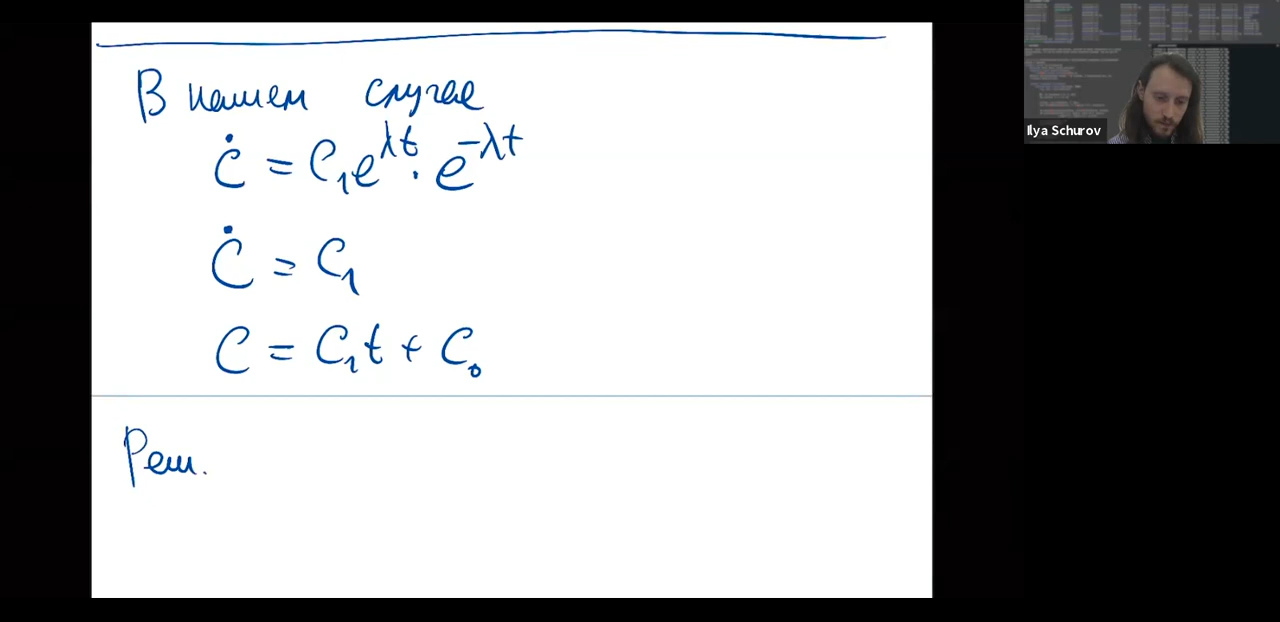 В нашем случае
Ċ = C₁e^{λt} · e^{-λt}
Ċ = C₁
C = C₁t + C₀
Реш.
Ilya Schurov